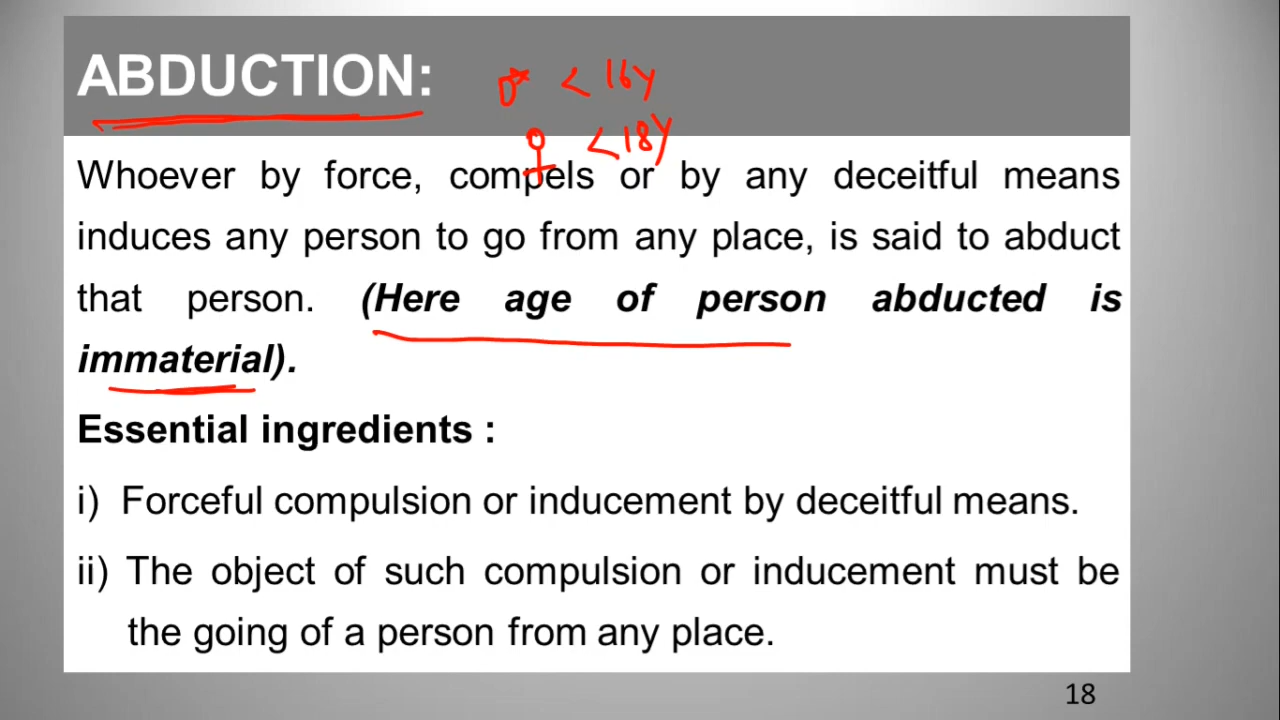 ABDUCTION:
♂ < 16y
♀ < 18y
Whoever by force, compels or by any deceitful means
induces any person to go from any place, is said to abduct
that person. (Here age of person abducted is
immaterial).
Essential ingredients :
i) Forceful compulsion or inducement by deceitful means.
ii) The object of such compulsion or inducement must be
the going of a person from any place.
18